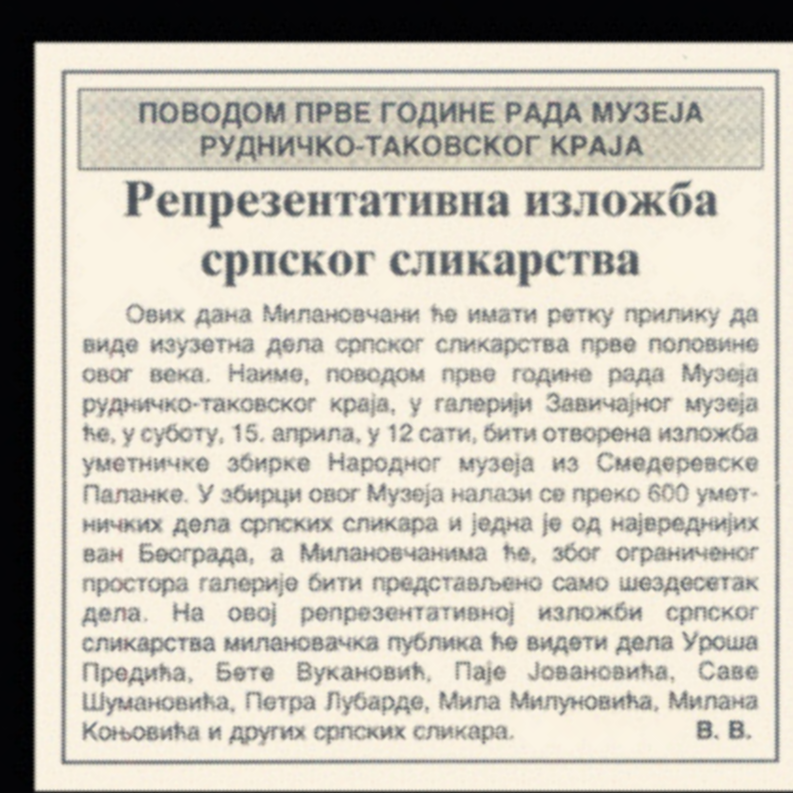 ПОВОДОМ ПРВЕ ГОДИНЕ РАДА МУЗЕЈА
РУДНИЧКО-ТАКОВСКОГ КРАЈА
Репрезентативна изложба
српског сликарства
Ових дана Милановчани ће имати ретку прилику да
виде изузетна дела српског сликарства прве половине
овог века. Наиме, поводом прве године рада Музеја
рудничко-таковског краја, у галерији Завичајног музеја
ће, у суботу, 15. априла, у 12 сати, бити отворена изложба
уметничке збирке Народног музеја из Смедеревске
Паланке. У збирци овог Музеја налази се преко 600 умет-
ничких дела српских сликара и једна је од највреднијих
ван Београда, а Милановчанима ће, због ограниченог
простора галерије бити представљено само шездесетак
дела. На овој репрезентативној изложби српског
сликарства милановачка публика ће видети дела Уроша
Предића, Бете Вукановић, Паје Јовановића, Саве
Шумановића, Петра Лубарде, Мила Милуновића, Милана
Коњовића и других српских сликара. В. В.